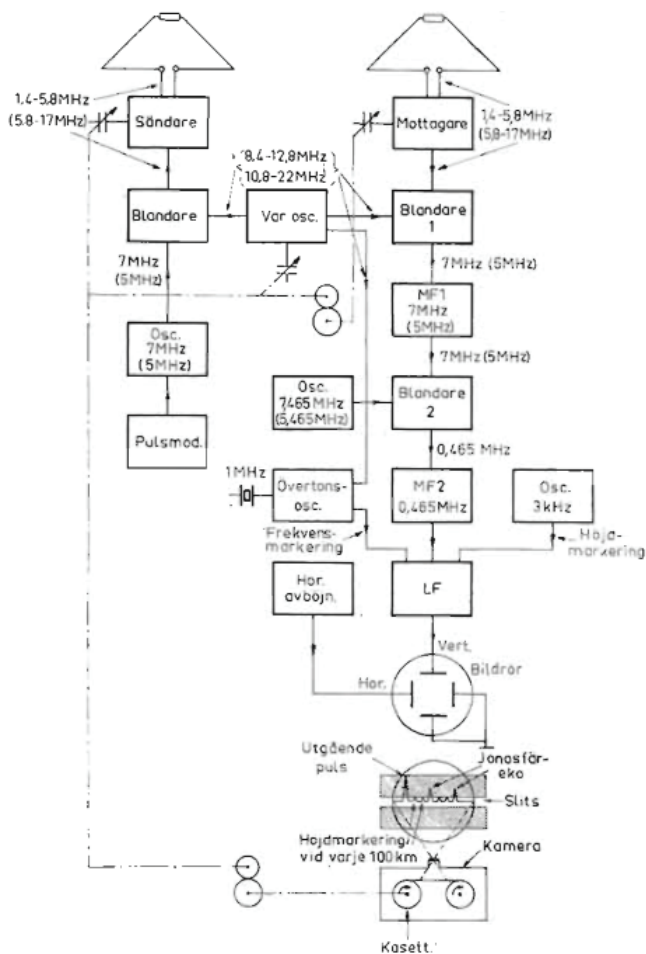 1,4-5,8MHz
(5,8-17MHz)
Sändare
Mottagare
1,4-5,8MHz
(5,8-17MHz)
8,4-12,8MHz
10,8-22MHz
Blandare
Var osc.
Blandare
1
7MHz
(5MHz)
7MHz (5MHz)
MF1
7MHz
(5MHz)
Osc.
7MHz
(5MHz)
7MHz (5MHz)
Osc.
7,465MHz
(5,465MHz)
Blandare
2
Pulsmod.
0,465 MHz
1MHz
Övertons-
osc.
MF2
0,465MHz
Osc.
3kHz
Frekvens-
markering
Höjd-
markering
Hor.
avböjn.
LF
Vert.
Bildrör
Hor.
Utgående
puls
Jonosfär-
eko
Slits
Höjdmarkering
vid varje 100km
Kamera
Kasett.